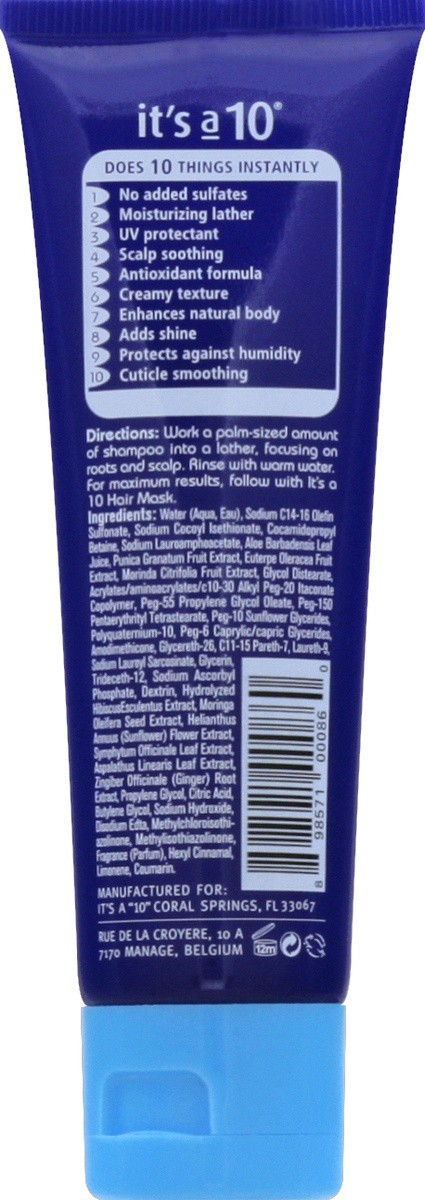 it's a 10®
DOES 10 THINGS INSTANTLY
1 No added sulfates
2 Moisturizing lather
3 UV protectant
4 Scalp soothing
5 Antioxidant formula
6 Creamy texture
7 Enhances natural body
8 Adds shine
9 Protects against humidity
10 Cuticle smoothing
Directions: Work a palm-sized amount
of shampoo into a lather, focusing on
roots and scalp. Rinse with warm water.
For maximum results, follow with It's a
10 Hair Mask.
Ingredients: Water (Aqua, Eau), Sodium C14-16 Olefin
Sulfonate, Sodium Cocoyl Isethionate, Cocamidopropyl
Betaine, Sodium Lauroamphoacetate, Aloe Barbadensis Leaf
Juice, Punica Granatum Fruit Extract, Euterpe Oleracea Fruit
Extract, Morinda Citrifolia Fruit Extract, Glycol Distearate,
Acrylates/aminoacrylates/c10-30 Alkyl Peg-20 Itaconate
Copolymer, Peg-55 Propylene Glycol Oleate, Peg-150
Pentaerythrityl Tetrastearate, Peg-10 Sunflower Glycerides,
Polyquaternium-10, Peg-6 Caprylic/capric Glycerides,
Amodimethicone, Glycereth-26, C11-15 Pareth-7, Laureth-9,
Sodium Lauroyl Sarcosinate, Glycerin,
Trideceth-12, Sodium Ascorbyl
Phosphate, Dextrin, Hydrolyzed
HibiscusEsculentus Extract, Moringa
Oleifera Seed Extract, Helianthus
Annuus (Sunflower) Flower Extract,
Symphytum Officinale Leaf Extract,
Aspalathus Linearis Leaf Extract,
Zingiber Officinale (Ginger) Root
Extract, Propylene Glycol, Citric Acid,
Butylene Glycol, Sodium Hydroxide,
Disodium Edta, Methylchloroisothi-
azolinone, Methylisothiazolinone,
Fragrance (Parfum), Hexyl Cinnamal,
Limonene, Coumarin.
8 98571 00086 0
MANUFACTURED FOR:
IT'S A "10" CORAL SPRINGS, FL 33067
RUE DE LA CROYERE, 10 A
7170 MANAGE, BELGIUM
12m